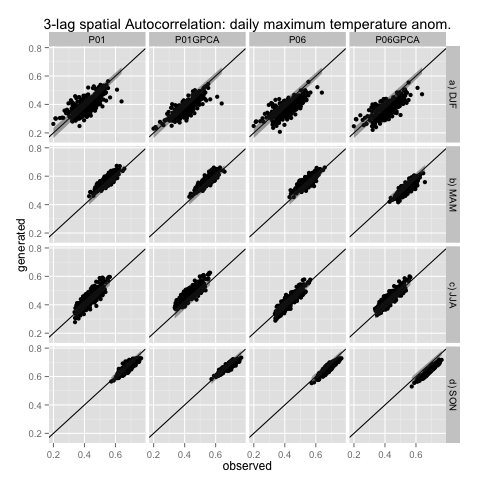 3-lag spatial Autocorrelation: daily maximum temperature anom.
P01 P01GPCA P06 P06GPCA
0.8
0.6
0.4
0.2
a) DJF
0.8
0.6
0.4
0.2
b) MAM
0.8
0.6
0.4
0.2
c) JJA
0.8
0.6
0.4
0.2
d) SON
generated
0.2 0.4 0.6 0.2 0.4 0.6 0.2 0.4 0.6 0.2 0.4 0.6
observed